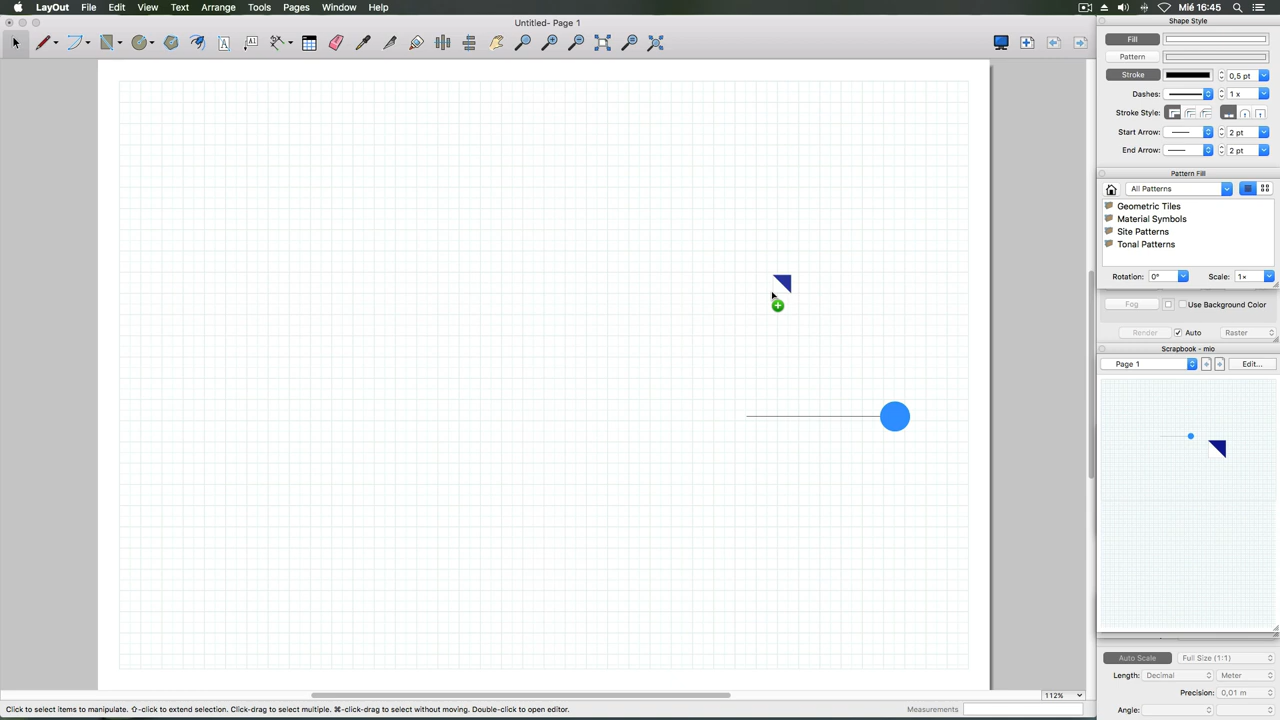 LayOut File Edit View Text Arrange Tools Pages Window Help Mié 16:45
Untitled- Page 1
Shape Style
Fill
Pattern
Stroke 0,5 pt
Dashes: 1 x
Stroke Style:
Start Arrow: 2 pt
End Arrow: 2 pt
Pattern Fill
All Patterns
Geometric Tiles
Material Symbols
Site Patterns
Tonal Patterns
Rotation: 0° Scale: 1×
Fog Use Background Color
Render Auto Raster
Scrapbook - mio
Page 1 Edit...
Auto Scale Full Size (1:1)
Length: Decimal Meter
Precision: 0,01 m
Angle:
112%
Click to select items to manipulate. ⇧-click to extend selection. Click-drag to select multiple. ⌘-click-drag to select without moving. Double-click to open editor. Measurements